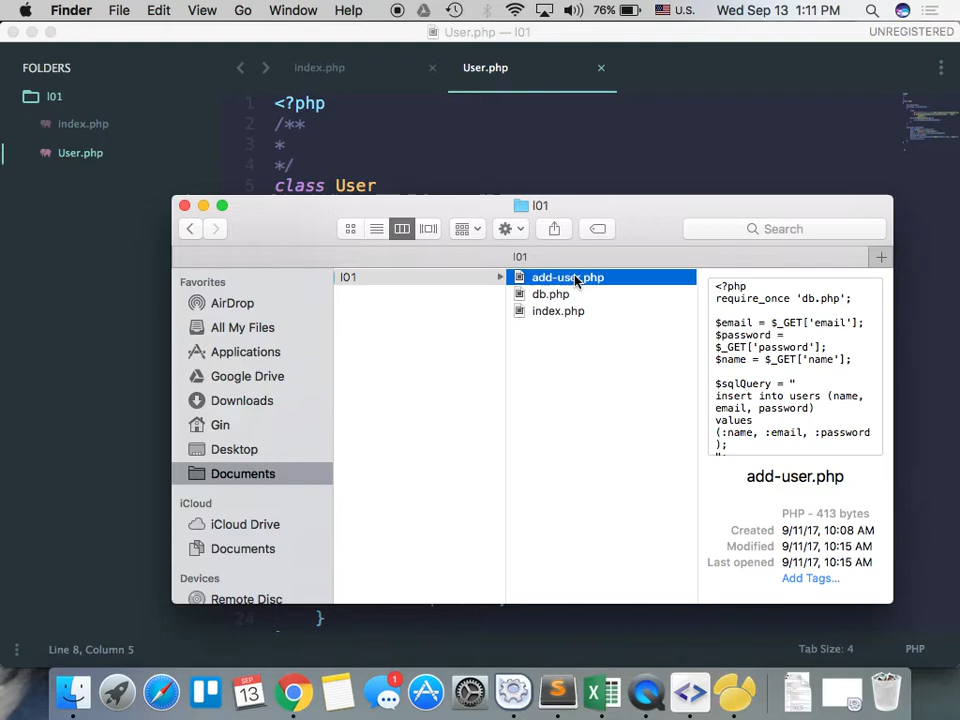 Finder File Edit View Go Window Help 76% U.S. Wed Sep 13 1:11 PM
User.php — l01 UNREGISTERED
FOLDERS
l01
index.php
User.php
index.php × User.php ×
1 <?php
2 /**
3 *
4 */
5 class User
l01
Search
l01
Favorites
AirDrop
All My Files
Applications
Google Drive
Downloads
Gin
Desktop
Documents
iCloud
iCloud Drive
Documents
Devices
Remote Disc
l01
add-user.php
db.php
index.php
<?php
require_once 'db.php';
$email = $_GET['email'];
$password =
$_GET['password'];
$name = $_GET['name'];
$sqlQuery = "
insert into users (name,
email, password)
values
(:name, :email, :password
);
";
add-user.php
PHP - 413 bytes
Created 9/11/17, 10:08 AM
Modified 9/11/17, 10:15 AM
Last opened 9/11/17, 10:15 AM
Add Tags...
24 }
Line 8, Column 5 Tab Size: 4 PHP
SEP
13
1